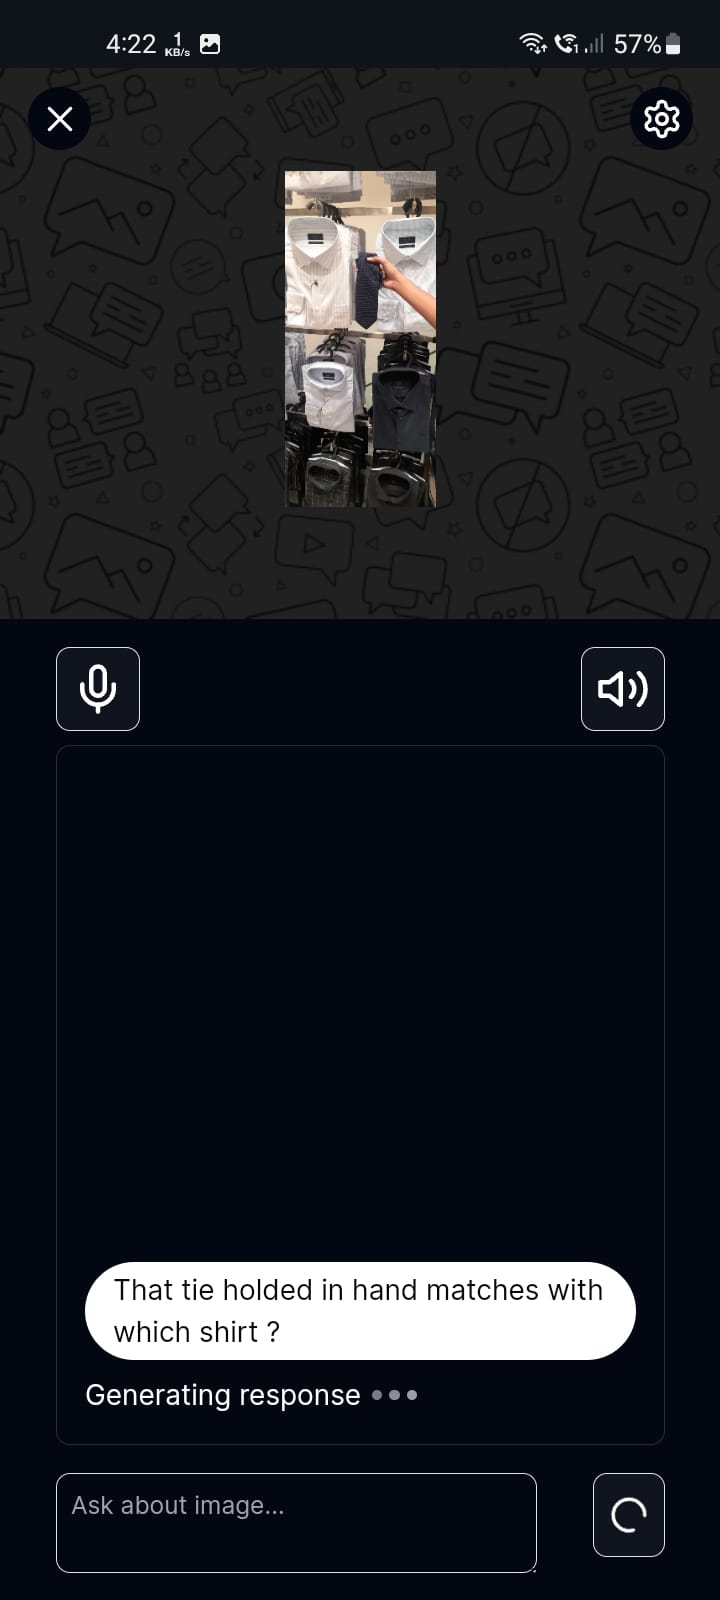 4:22 1 KB/s 57%
That tie holded in hand matches with
which shirt ?
Generating response
Ask about image...